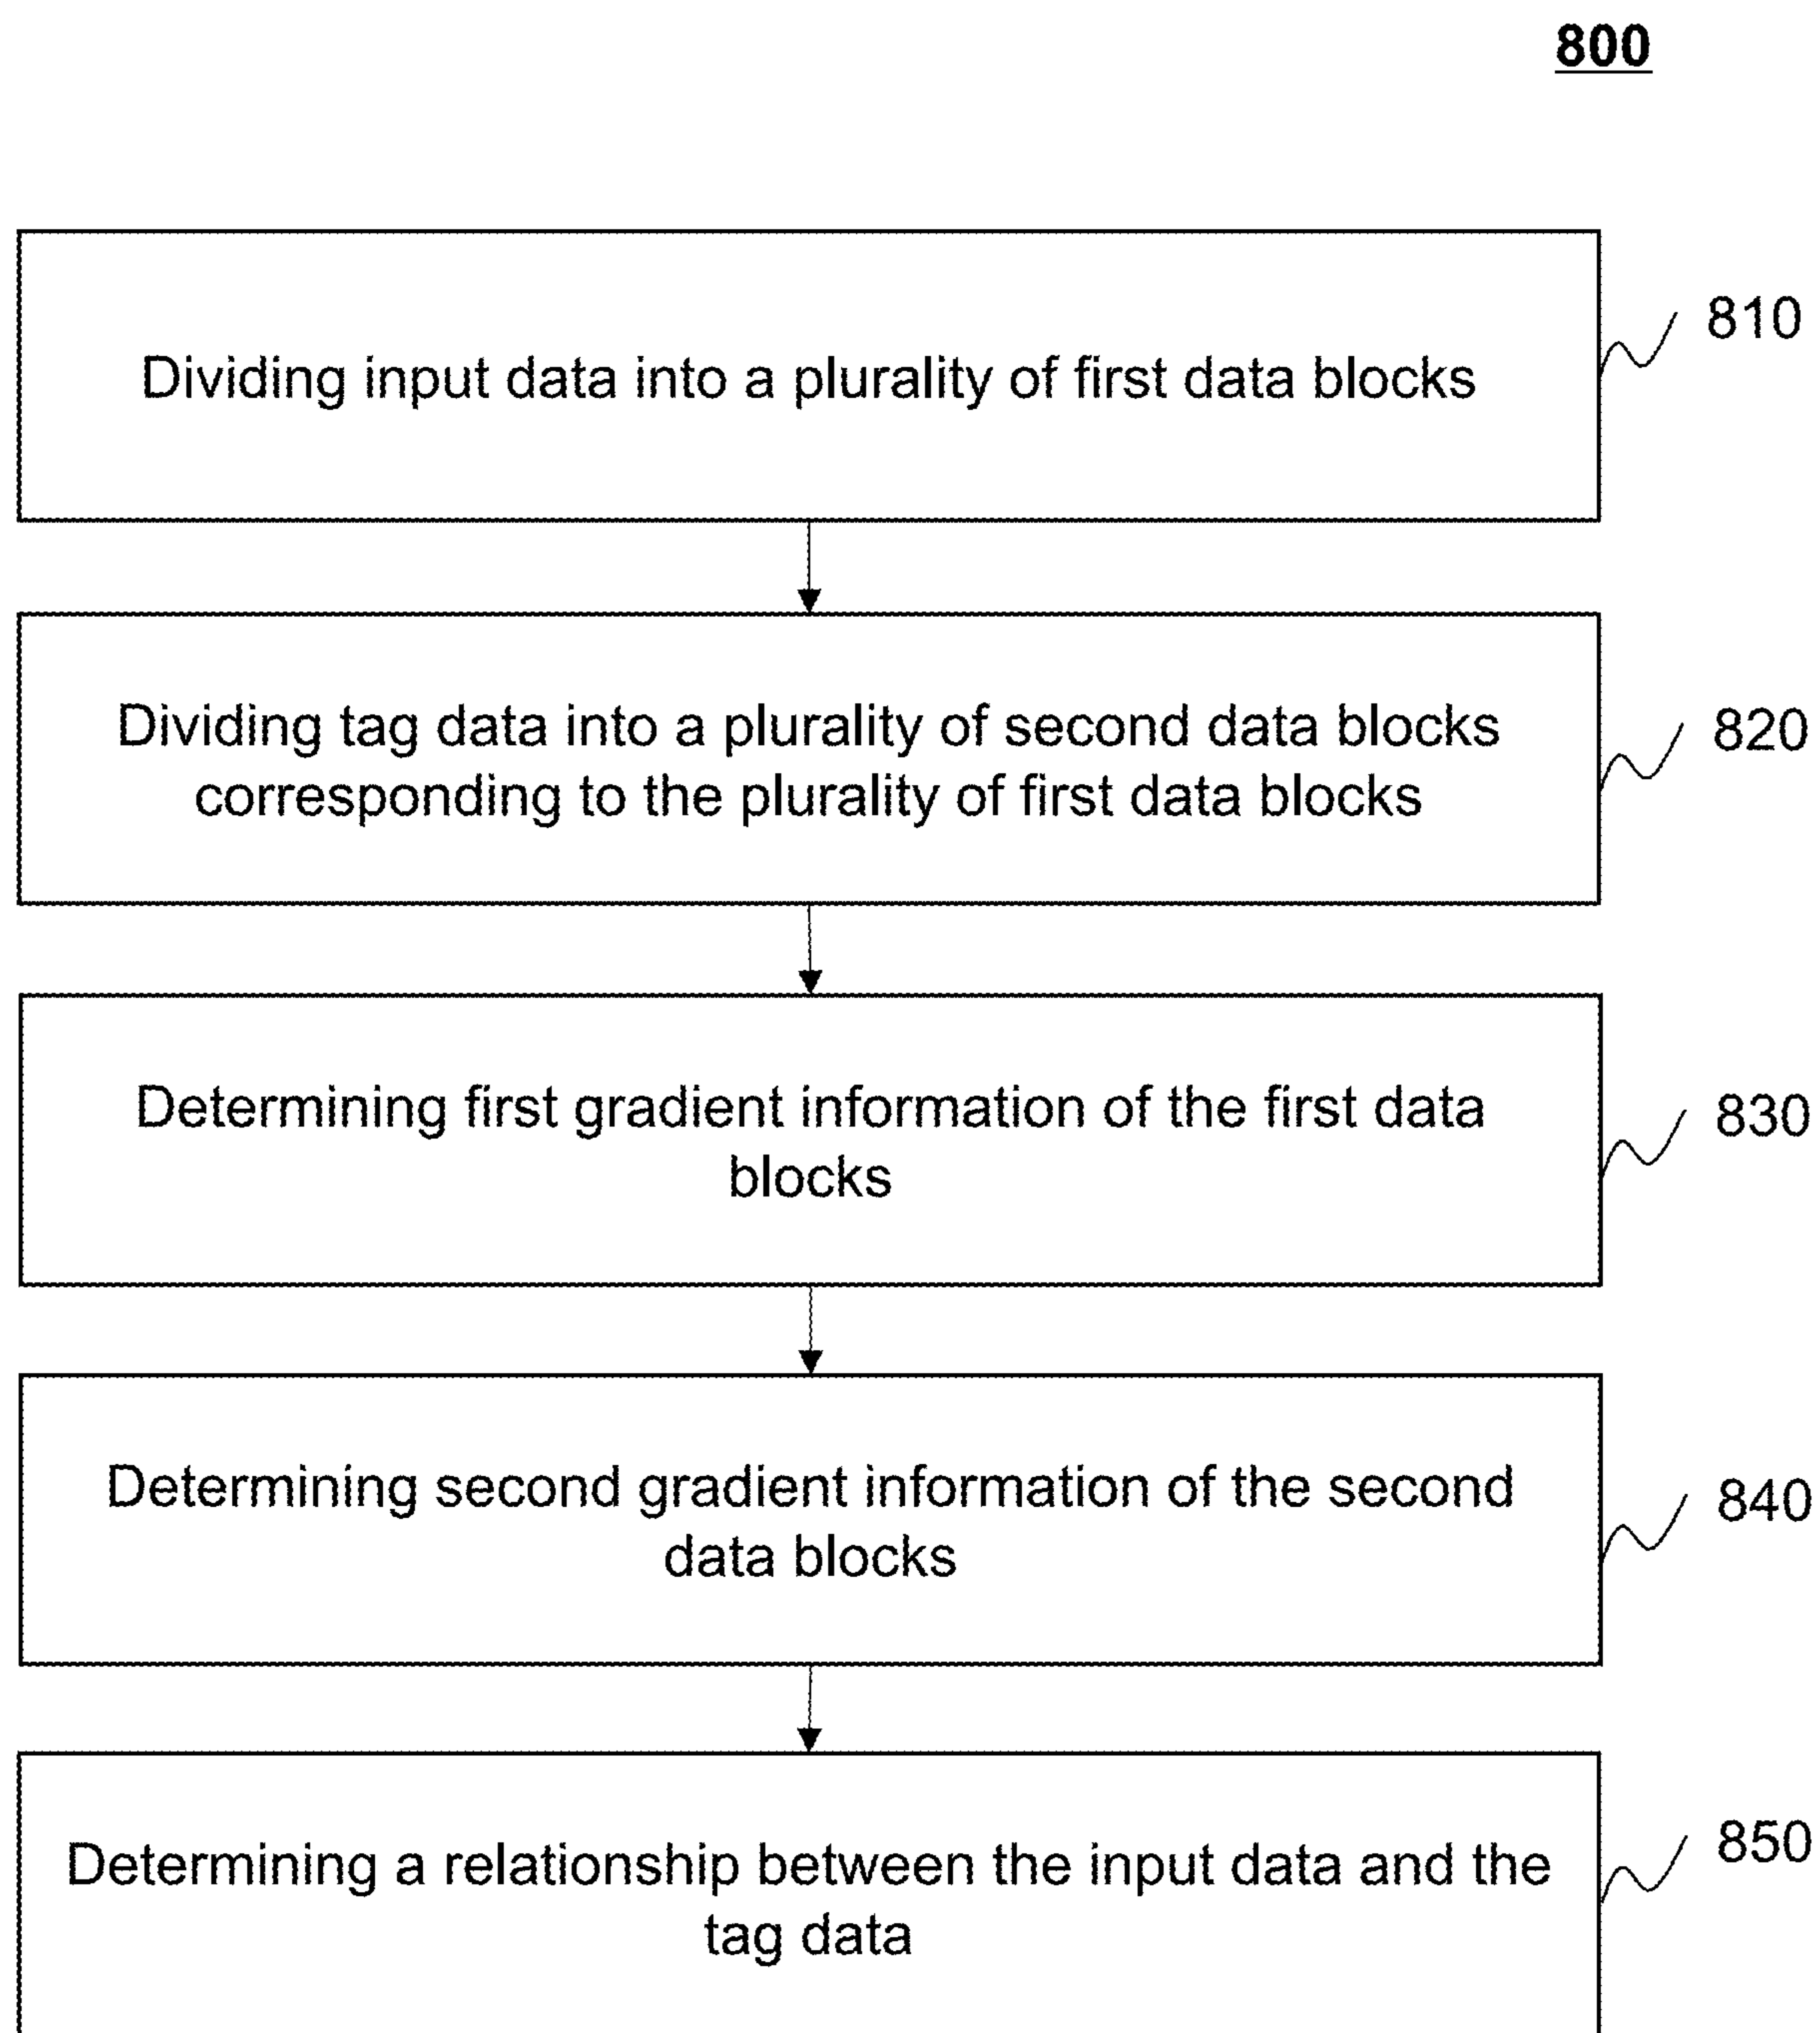 800
Dividing input data into a plurality of first data blocks
810
Dividing tag data into a plurality of second data blocks
corresponding to the plurality of first data blocks
820
Determining first gradient information of the first data
blocks
830
Determining second gradient information of the second
data blocks
840
Determining a relationship between the input data and the
tag data
850